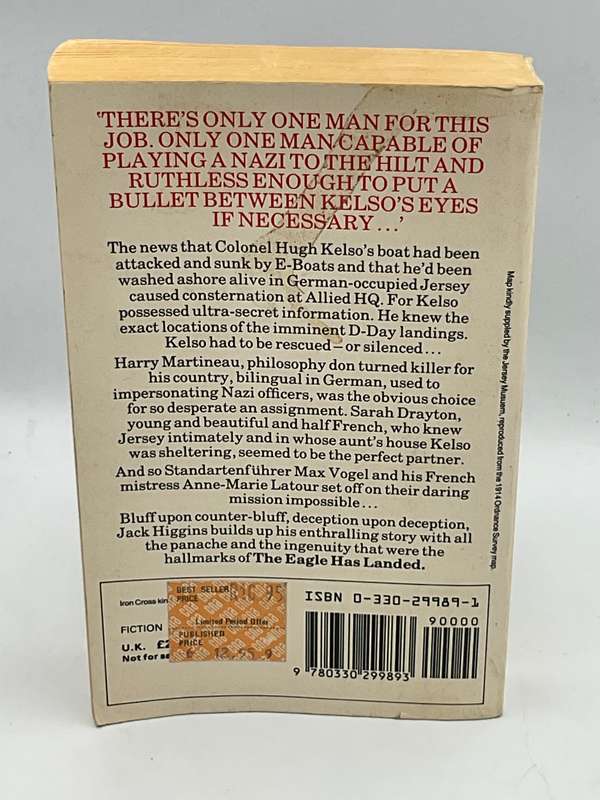 'THERE'S ONLY ONE MAN FOR THIS
JOB. ONLY ONE MAN CAPABLE OF
PLAYING A NAZI TO THE HILT AND
RUTHLESS ENOUGH TO PUT A
BULLET BETWEEN KELSO'S EYES
IF NECESSARY...'
The news that Colonel Hugh Kelso's boat had been
attacked and sunk by E-Boats and that he'd been
washed ashore alive in German-occupied Jersey
caused consternation at Allied HQ. For Kelso
possessed ultra-secret information. He knew the
exact locations of the imminent D-Day landings.
Kelso had to be rescued – or silenced...
Harry Martineau, philosophy don turned killer for
his country, bilingual in German, used to
impersonating Nazi officers, was the obvious choice
for so desperate an assignment. Sarah Drayton,
young and beautiful and half French, who knew
Jersey intimately and in whose aunt's house Kelso
was sheltering, seemed to be the perfect partner.
And so Standartenführer Max Vogel and his French
mistress Anne-Marie Latour set off on their daring
mission impossible...
Bluff upon counter-bluff, deception upon deception,
Jack Higgins builds up his enthralling story with all
the panache and the ingenuity that were the
hallmarks of The Eagle Has Landed.
Map kindly supplied by the Jersey Musuem, reproduced from the 1914 Ordnance Survey map.
Iron Cross kin
FICTION
U.K. £2
Not for sa
BEST SELLER
PRICE
Limited Period Offer
PUBLISHED
PRICE
ISBN 0-330-29989-1
90000
9 780330 299893